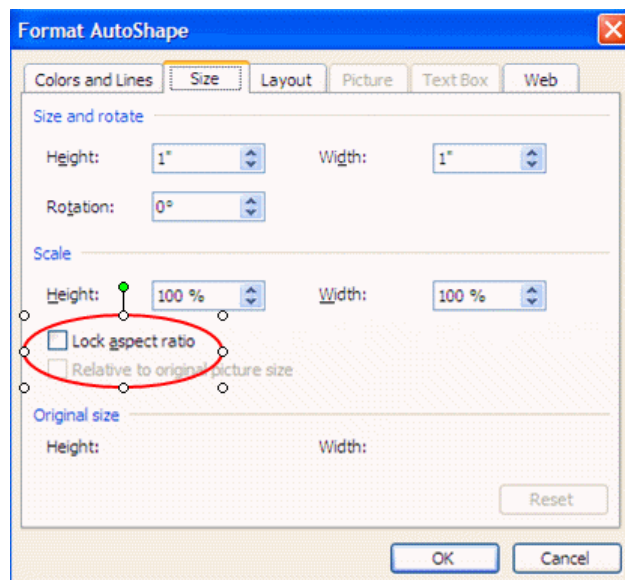 Format AutoShape
Colors and Lines Size Layout Picture Text Box Web
Size and rotate
Height: 1" Width: 1"
Rotation: 0°
Scale
Height: 100 % Width: 100 %
Lock aspect ratio
Relative to original picture size
Original size
Height: Width:
Reset
OK Cancel